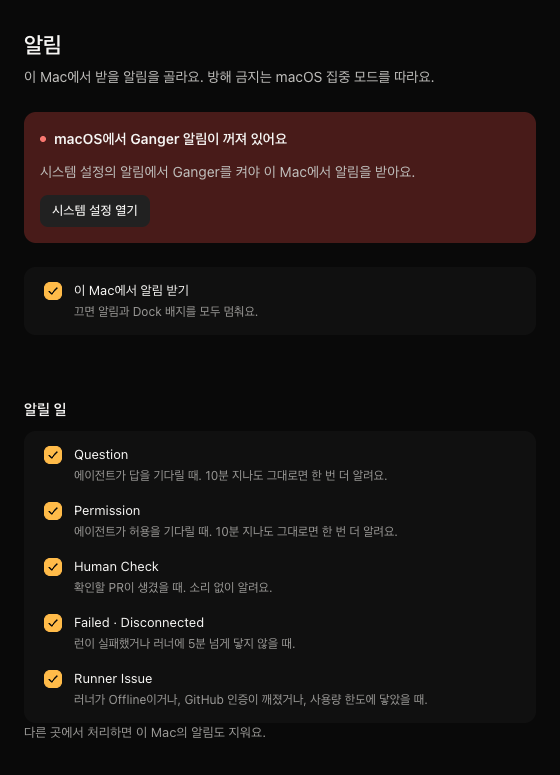 알림
이 Mac에서 받을 알림을 골라요. 방해 금지는 macOS 집중 모드를 따라요.
macOS에서 Ganger 알림이 꺼져 있어요
시스템 설정의 알림에서 Ganger를 켜야 이 Mac에서 알림을 받아요.
시스템 설정 열기
이 Mac에서 알림 받기
끄면 알림과 Dock 배지를 모두 멈춰요.
알릴 일
Question
에이전트가 답을 기다릴 때. 10분 지나도 그대로면 한 번 더 알려요.
Permission
에이전트가 허용을 기다릴 때. 10분 지나도 그대로면 한 번 더 알려요.
Human Check
확인할 PR이 생겼을 때. 소리 없이 알려요.
Failed · Disconnected
런이 실패했거나 러너에 5분 넘게 닿지 않을 때.
Runner Issue
러너가 Offline이거나, GitHub 인증이 깨졌거나, 사용량 한도에 닿았을 때.
다른 곳에서 처리하면 이 Mac의 알림도 지워요.